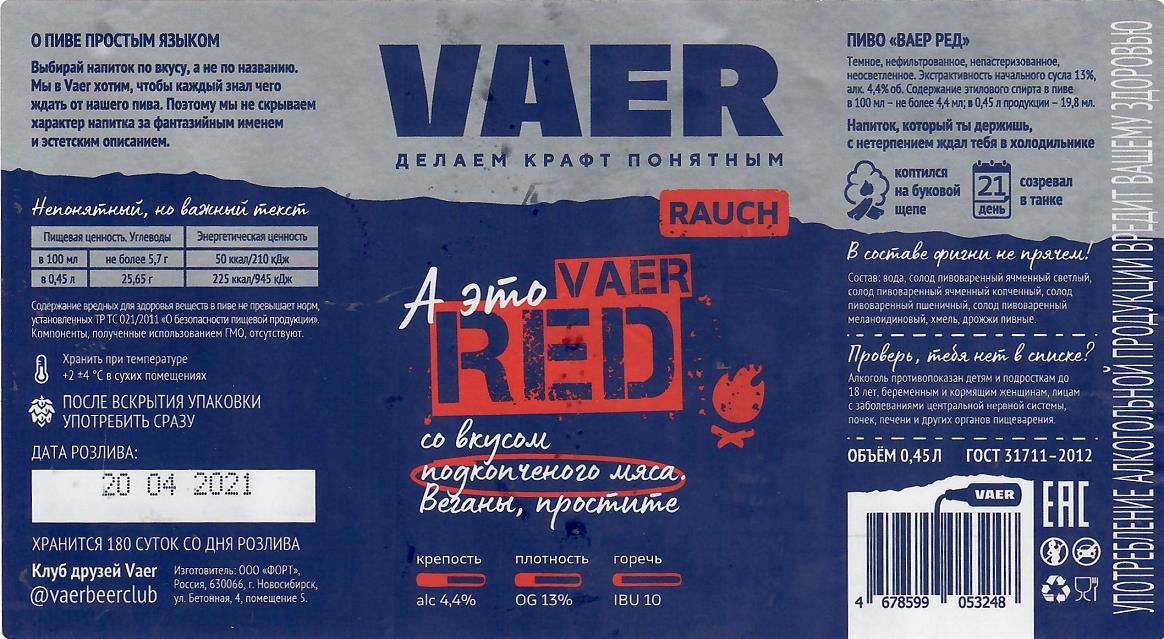 О ПИВЕ ПРОСТЫМ ЯЗЫКОМ
Выбирай напиток по вкусу, а не по названию.
Мы в Vaer хотим, чтобы каждый знал чего
ждать от нашего пива. Поэтому мы не скрываем
характер напитка за фантазийным именем
и эстетским описанием.
Непонятный, но важный текст
Пищевая ценность. Углеводы Энергетическая ценность
в 100 мл не более 5,7 г 50 ккал/210 кДж
в 0,45 л 25,65 г 225 ккал/945 кДж
Содержание вредных для здоровья веществ в пиве не превышает норм,
установленных ТР ТС 021/2011 «О безопасности пищевой продукции».
Компоненты, полученные использованием ГМО, отсутствуют.
Хранить при температуре
+2 ±4 °С в сухих помещениях
ПОСЛЕ ВСКРЫТИЯ УПАКОВКИ
УПОТРЕБИТЬ СРАЗУ
ДАТА РОЗЛИВА:
20 04 2021
ХРАНИТСЯ 180 СУТОК СО ДНЯ РОЗЛИВА
Клуб друзей Vaer
@vaerbeerclub
Изготовитель: ООО «ФОРТ»,
Россия, 630066, г. Новосибирск,
ул. Бетонная, 4, помещение 5.
VAER
ДЕЛАЕМ КРАФТ ПОНЯТНЫМ
RAUCH
А это VAER
RED
со вкусом
подкопченого мяса.
Веганы, простите
крепость плотность горечь
alc 4,4% OG 13% IBU 10
ПИВО «ВАЕР РЕД»
Темное, нефильтрованное, непастеризованное,
неосветленное. Экстрактивность начального сусла 13%,
алк. 4,4% об. Содержание этилового спирта в пиве
в 100 мл – не более 4,4 мл; в 0,45 л продукции – 19,8 мл.
Напиток, который ты держишь,
с нетерпением ждал тебя в холодильнике
коптился
на буковой
щепе
21
день
созревал
в танке
В составе фигни не прячем!
Состав: вода, солод пивоваренный ячменный светлый,
солод пивоваренный ячменный копченый, солод
пивоваренный пшеничный, солод пивоваренный
меланоидиновый, хмель, дрожжи пивные.
Проверь, тебя нет в списке?
Алкоголь противопоказан детям и подросткам до
18 лет, беременным и кормящим женщинам, лицам
с заболеваниями центральной нервной системы,
почек, печени и других органов пищеварения.
ОБЪЁМ 0,45 Л ГОСТ 31711–2012
VAER
EAC
4 678599 053248
УПОТРЕБЛЕНИЕ АЛКОГОЛЬНОЙ ПРОДУКЦИИ ВРЕДИТ ВАШЕМУ ЗДОРОВЬЮ